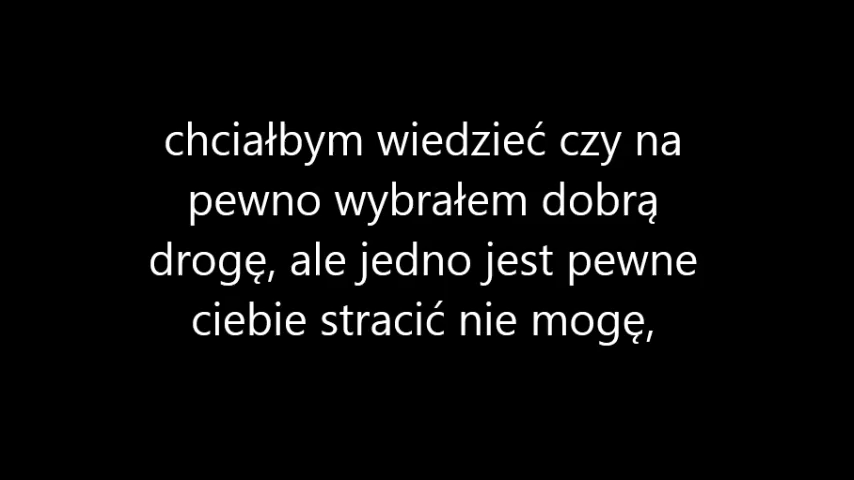 chciałbym wiedzieć czy na
pewno wybrałem dobrą
drogę, ale jedno jest pewne
ciebie stracić nie mogę,